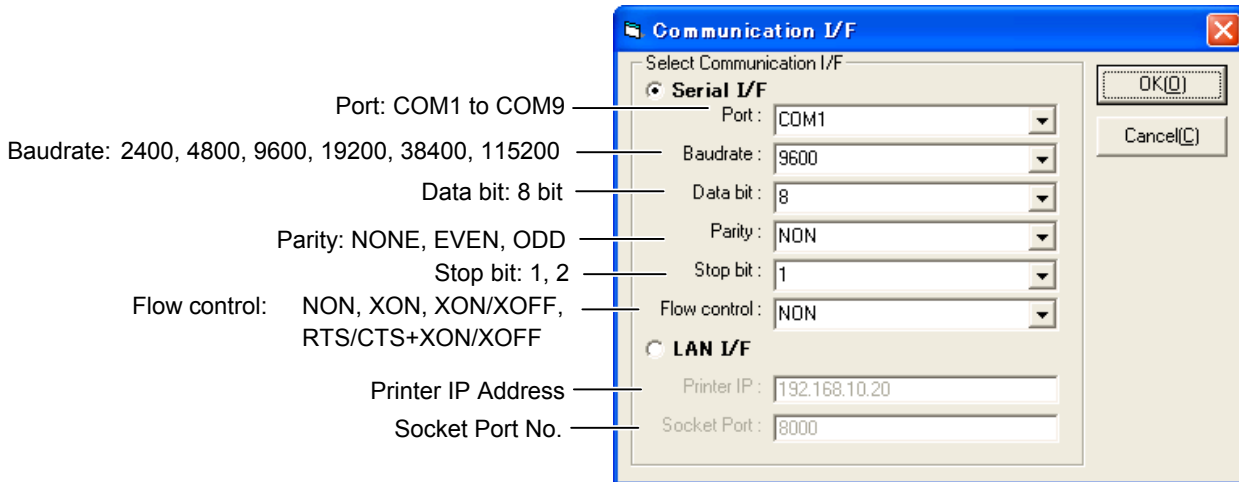 Communication I/F
Select Communication I/F
Serial I/F
OK(O)
Port: COM1 to COM9
Port : COM1
Cancel(C)
Baudrate: 2400, 4800, 9600, 19200, 38400, 115200
Baudrate : 9600
Data bit: 8 bit
Data bit : 8
Parity: NONE, EVEN, ODD
Parity : NON
Stop bit: 1, 2
Stop bit : 1
Flow control: NON, XON, XON/XOFF,
RTS/CTS+XON/XOFF
Flow control : NON
LAN I/F
Printer IP Address
Printer IP : 192.168.10.20
Socket Port No.
Socket Port : 8000